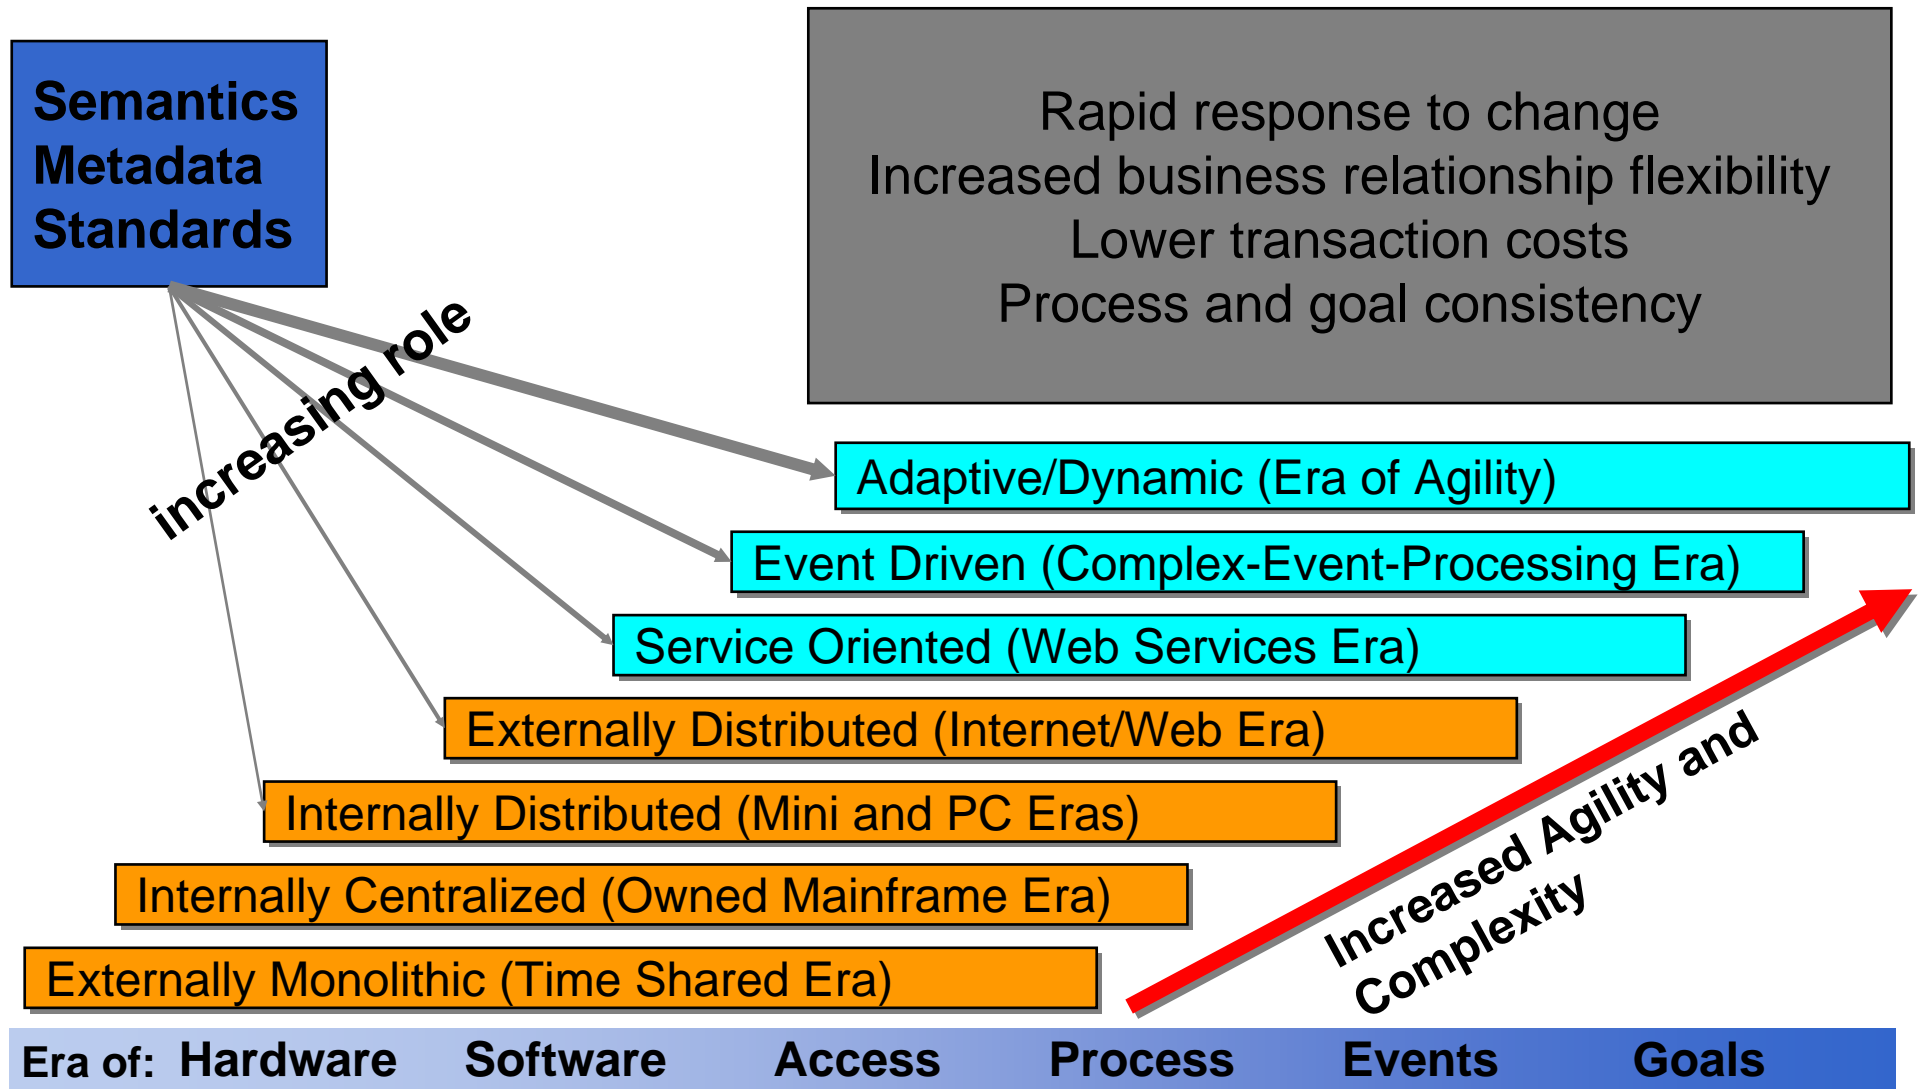 Semantics
Metadata
Standards
Rapid response to change
Increased business relationship flexibility
Lower transaction costs
Process and goal consistency
increasing role
Adaptive/Dynamic (Era of Agility)
Event Driven (Complex-Event-Processing Era)
Service Oriented (Web Services Era)
Externally Distributed (Internet/Web Era)
Internally Distributed (Mini and PC Eras)
Internally Centralized (Owned Mainframe Era)
Externally Monolithic (Time Shared Era)
Increased Agility and
Complexity
Era of: Hardware Software Access Process Events Goals